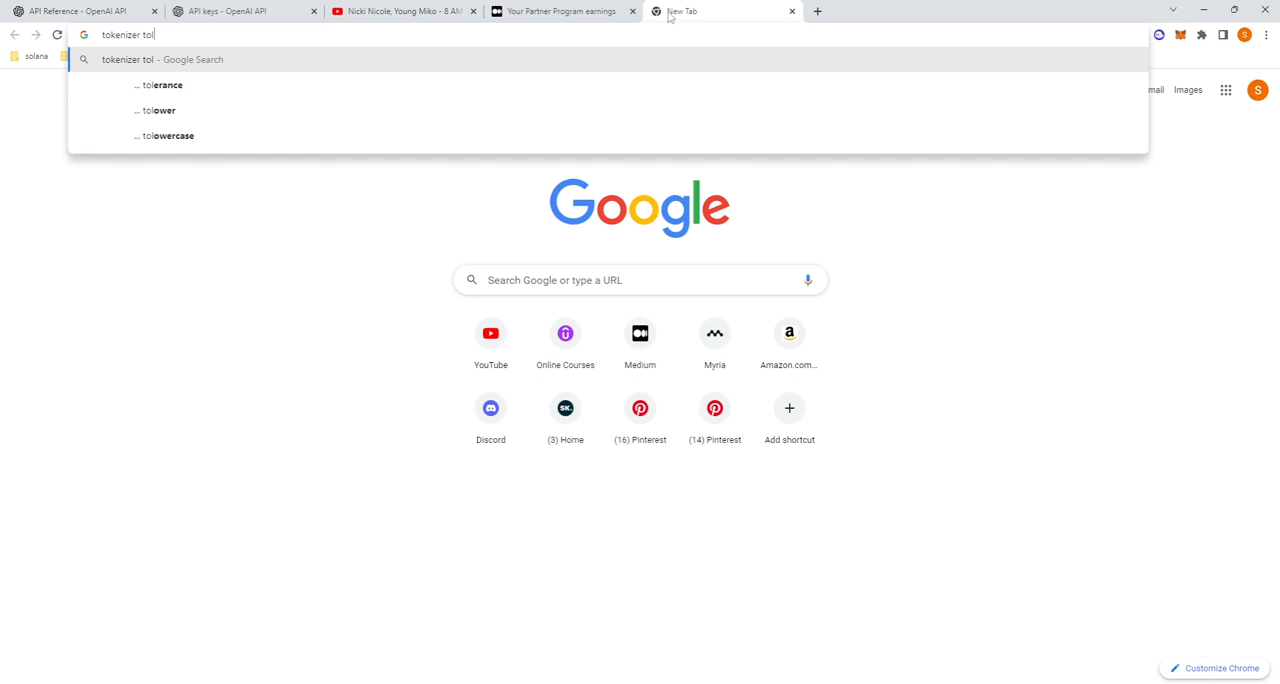 API Reference - OpenAI API
API keys - OpenAI API
Nicki Nicole, Young Miko - 8 AM
Your Partner Program earnings
New Tab
tokenizer tol
solana
tokenizer tol - Google Search
... tolerance
... tolower
... tolowercase
mail
Images
S
S
Google
Search Google or type a URL
YouTube
Online Courses
Medium
Myria
Amazon.com...
Discord
SK.
(3) Home
(16) Pinterest
(14) Pinterest
Add shortcut
Customize Chrome